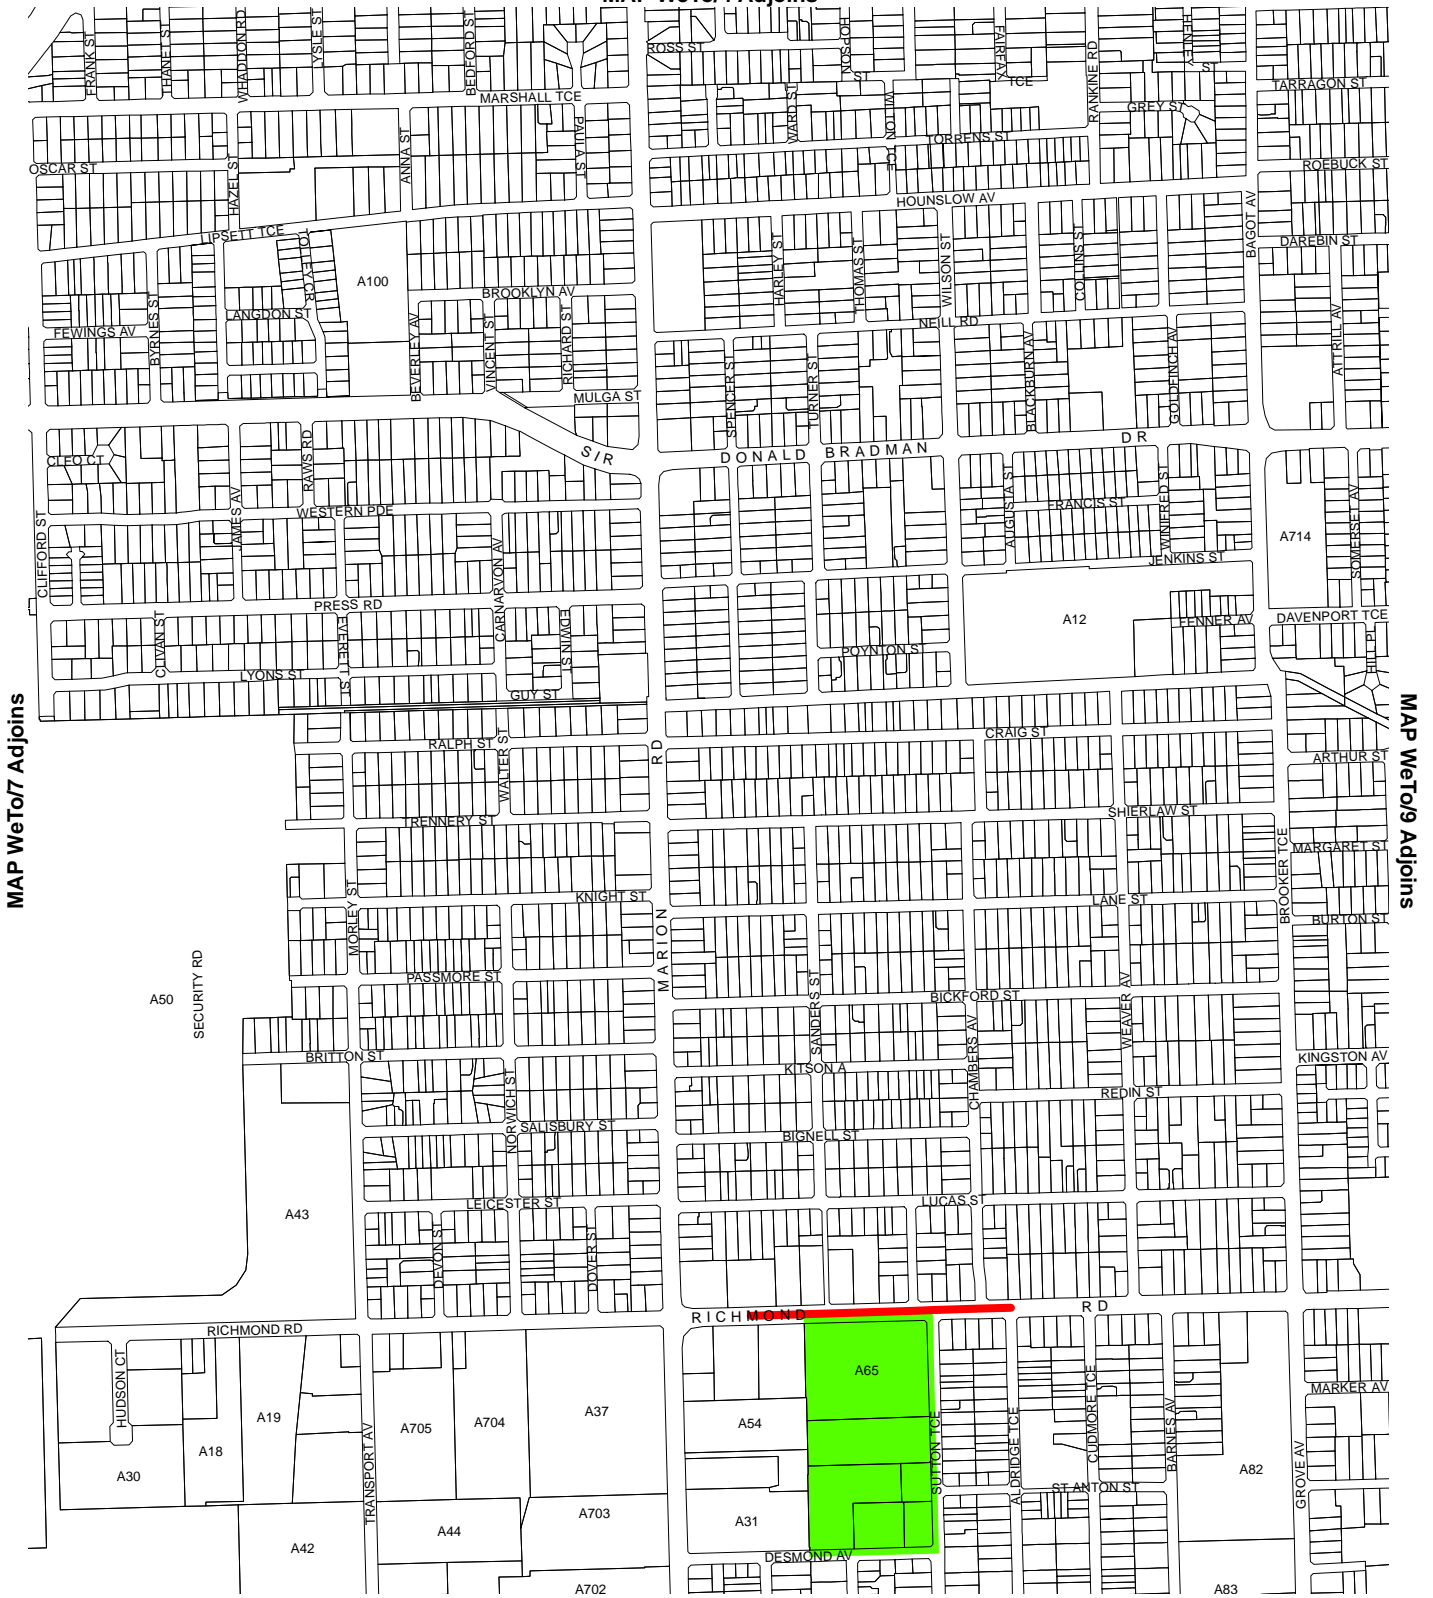 MAP WeTo/4 Adjoins
FRANK ST
THANET ST
WHADDON RD
LYSLE ST
BEDFORD ST
ROSS ST
HOPSON
ST
FAIRFAX
TCE
RANKINE RD
HENLEY
ST
TARRAGON ST
MARSHALL TCE
PAULA ST
WARD ST
WILTON TCE
GREY ST
TORRENS ST
OSCAR ST
HAZEL ST
ANNA ST
ROEBUCK ST
HOUNSLOW AV
BAGOT AV
LIPSETT TCE
TOLLEY CR
A100
HARLEY ST
THOMAS ST
WILSON ST
COLLINS ST
DAREBIN ST
BROOKLYN AV
LANGDON ST
FEWINGS AV
BYRNES ST
BEVERLEY AV
VINCENT ST
RICHARD ST
NEILL RD
SPENCER ST
TURNER ST
BLACKBURN AV
GOLDFINCH AV
ATTRILL AV
MULGA ST
SIR
DONALD BRADMAN
DR
CLEO CT
RAWS RD
JAMES AV
WESTERN PDE
CLIFFORD ST
CARNARVON AV
AUGUSTA ST
FRANCIS ST
WINIFRED ST
A714
SOMERSET AV
JENKINS ST
PRESS RD
CLIVAN ST
EVERETT ST
EDWIN ST
A12
FENNER AV
DAVENPORT TCE
POYNTON S
LYONS ST
GUY ST
MAP WeTo/7 Adjoins
MAP WeTo/9 Adjoins
RALPH ST
WALTER ST
RD
CRAIG ST
ARTHUR ST
TRENNERY ST
SHIERLAW ST
BROOKER TCE
MARGARET ST
MORLEY ST
KNIGHT ST
LANE ST
BURTON ST
MARION
A50
SECURITY RD
PASSMORE ST
SANDERS ST
BICKFORD ST
WEAVER AV
CHAMBERS AV
BRITTON ST
KITSON A
KINGSTON AV
NORWICH ST
REDIN ST
SALISBURY ST
BIGNELL ST
A43
LEICESTER ST
LUCAS ST
DEVON ST
DOVER ST
RICHMOND
RD
RICHMOND RD
HUDSON CT
A65
A19
A705
A704
A37
A54
A18
A30
TRANSPORT AV
SUTTON TCE
ALDRIDGE TCE
CUDMORE TCE
BARNES AV
MARKER AV
A82
GROVE AV
ST ANTON ST
A703
A44
A31
A42
DESMOND AV
A702
A83